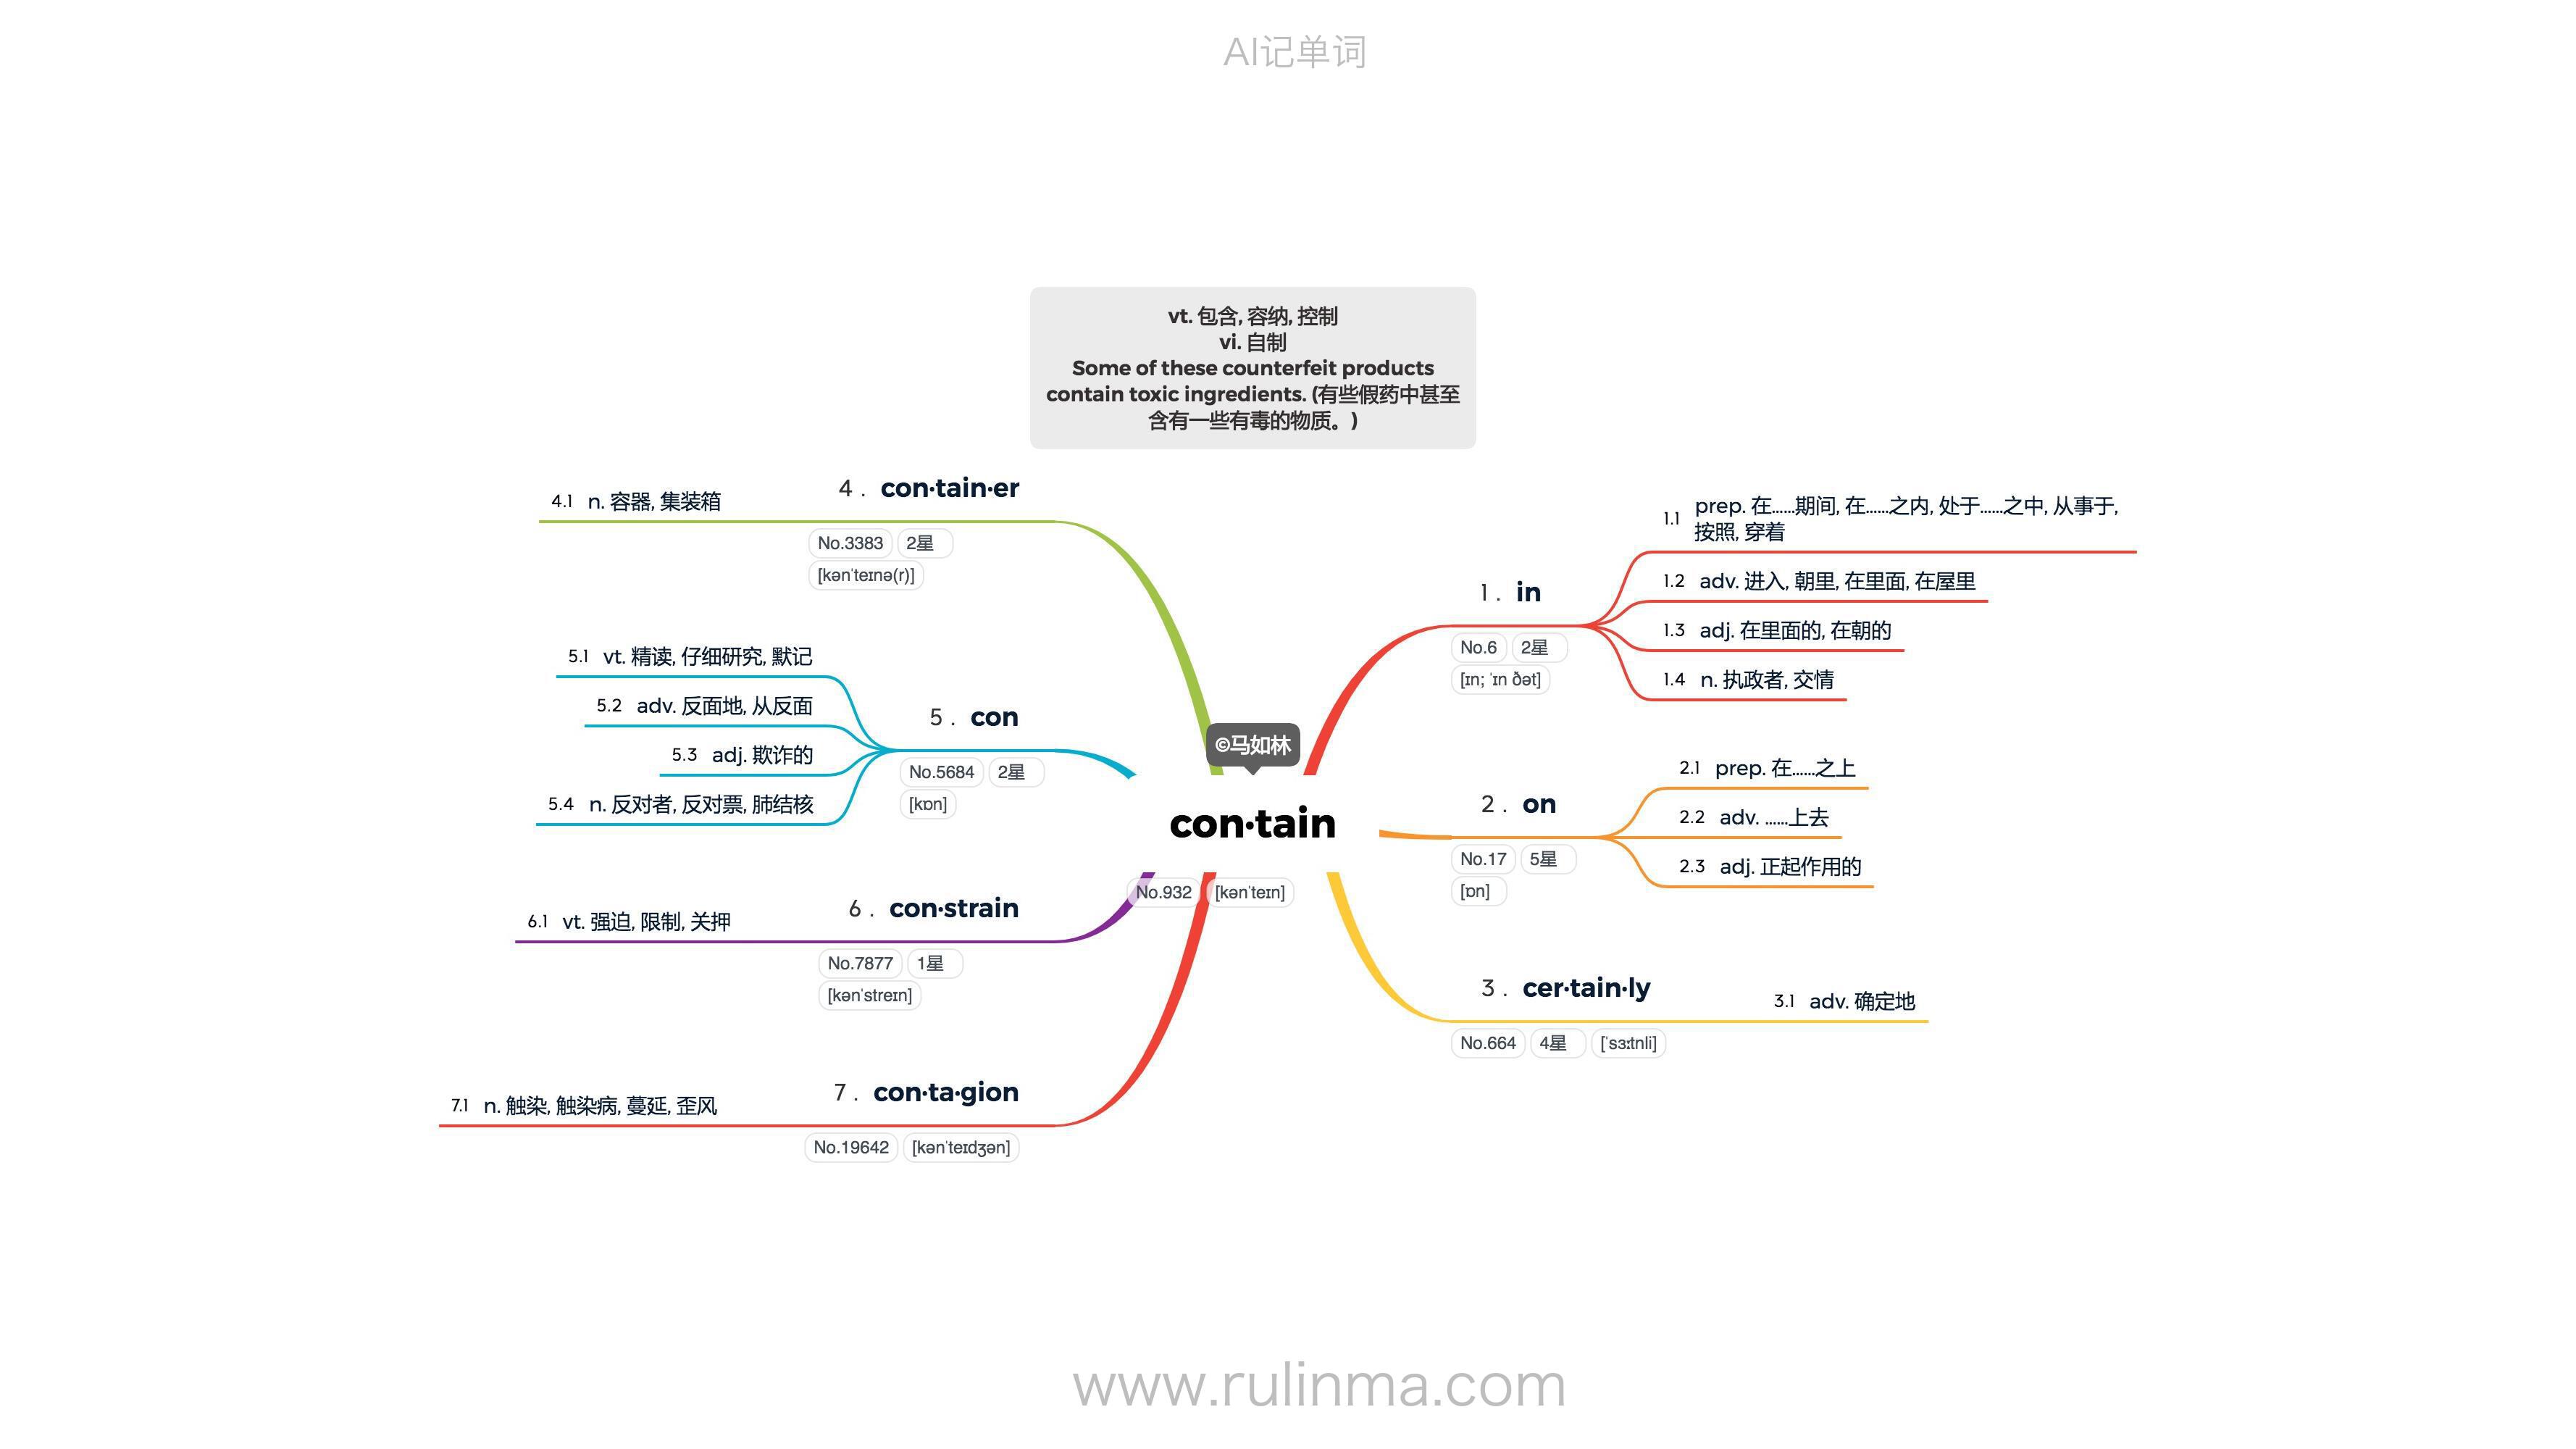 AI记单词
vt. 包含, 容纳, 控制
vi. 自制
Some of these counterfeit products
contain toxic ingredients. (有些假药中甚至
含有一些有毒的物质。)
©马如林
con·tain
No.932 [kənˈteɪn]
1. in
No.6 2星
[ɪn; ˈɪn ðət]
1.1 prep. 在……期间, 在……之内, 处于……之中, 从事于,
按照, 穿着
1.2 adv. 进入, 朝里, 在里面, 在屋里
1.3 adj. 在里面的, 在朝的
1.4 n. 执政者, 交情
2. on
No.17 5星
[ɒn]
2.1 prep. 在……之上
2.2 adv. ……上去
2.3 adj. 正起作用的
3. cer·tain·ly
No.664 4星 [ˈsɜːtnli]
3.1 adv. 确定地
4. con·tain·er
No.3383 2星
[kənˈteɪnə(r)]
4.1 n. 容器, 集装箱
5. con
No.5684 2星
[kɒn]
5.1 vt. 精读, 仔细研究, 默记
5.2 adv. 反面地, 从反面
5.3 adj. 欺诈的
5.4 n. 反对者, 反对票, 肺结核
6. con·strain
No.7877 1星
[kənˈstreɪn]
6.1 vt. 强迫, 限制, 关押
7. con·ta·gion
No.19642 [kənˈteɪdʒən]
7.1 n. 触染, 触染病, 蔓延, 歪风
www.rulinma.com